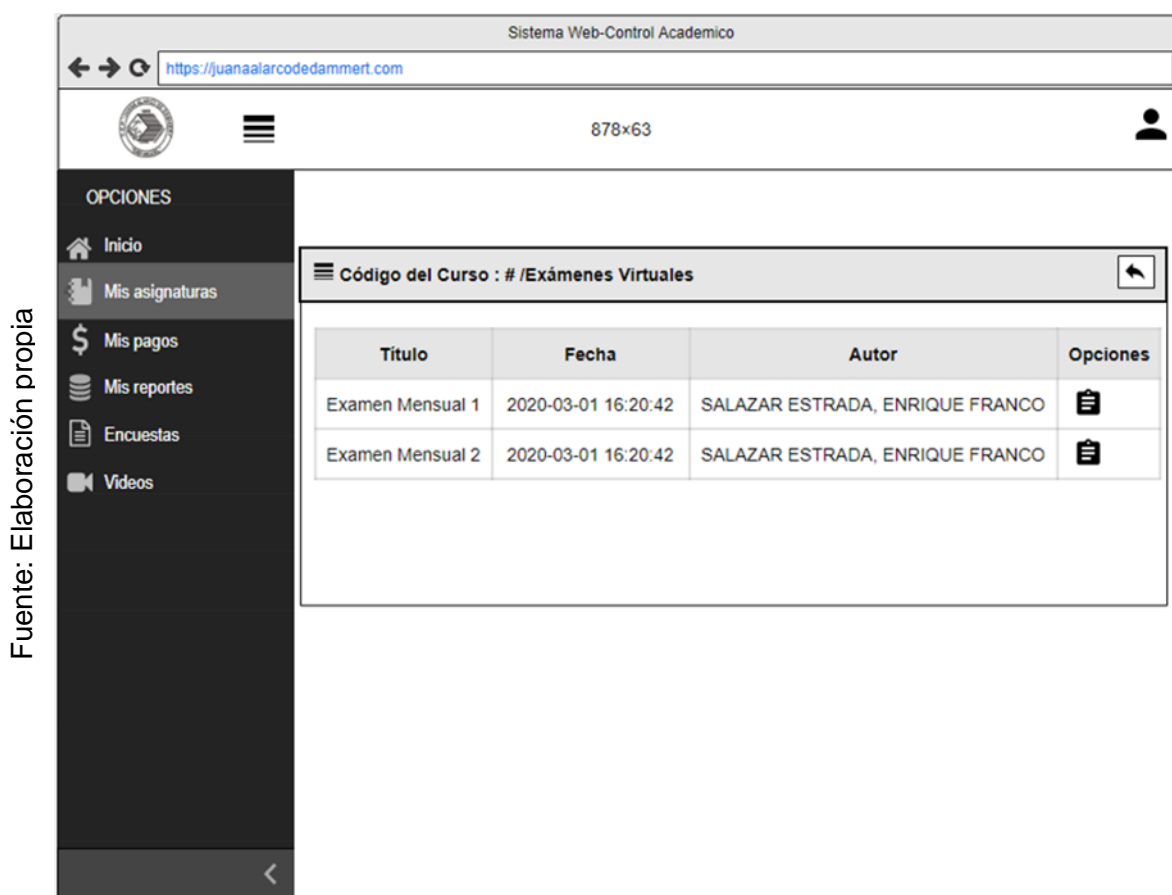 Sistema Web-Control Academico
https://juanaalarcodedammert.com
878×63
OPCIONES
Inicio
Mis asignaturas
Mis pagos
Mis reportes
Encuestas
Videos
Código del Curso : # /Exámenes Virtuales
Título Fecha Autor Opciones
Examen Mensual 1 2020-03-01 16:20:42 SALAZAR ESTRADA, ENRIQUE FRANCO
Examen Mensual 2 2020-03-01 16:20:42 SALAZAR ESTRADA, ENRIQUE FRANCO
Fuente: Elaboración propia